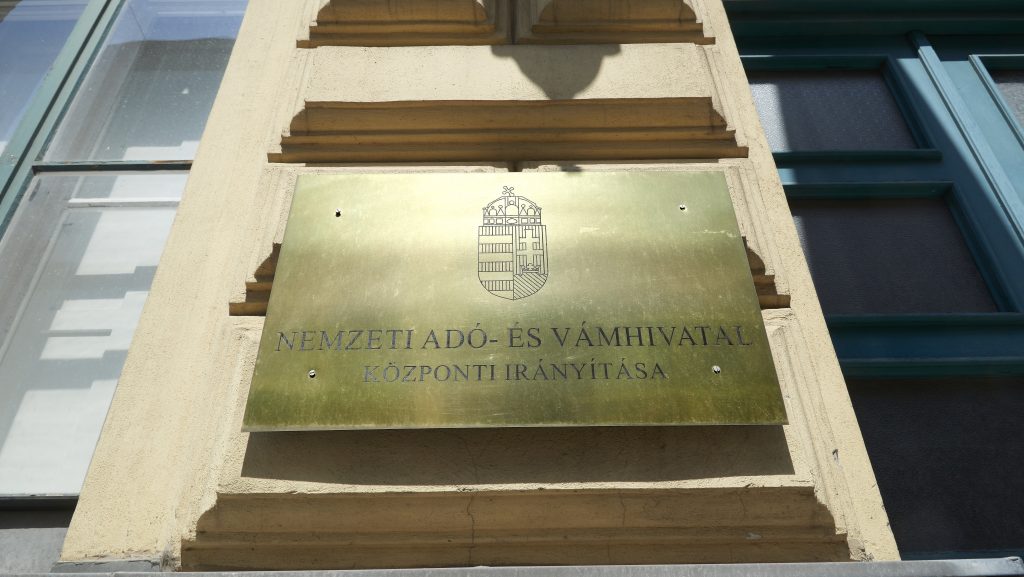 NEMZETI ADÓ- ÉS VÁMHIVATAL
KÖZPONTI IRÁNYÍTÁSA